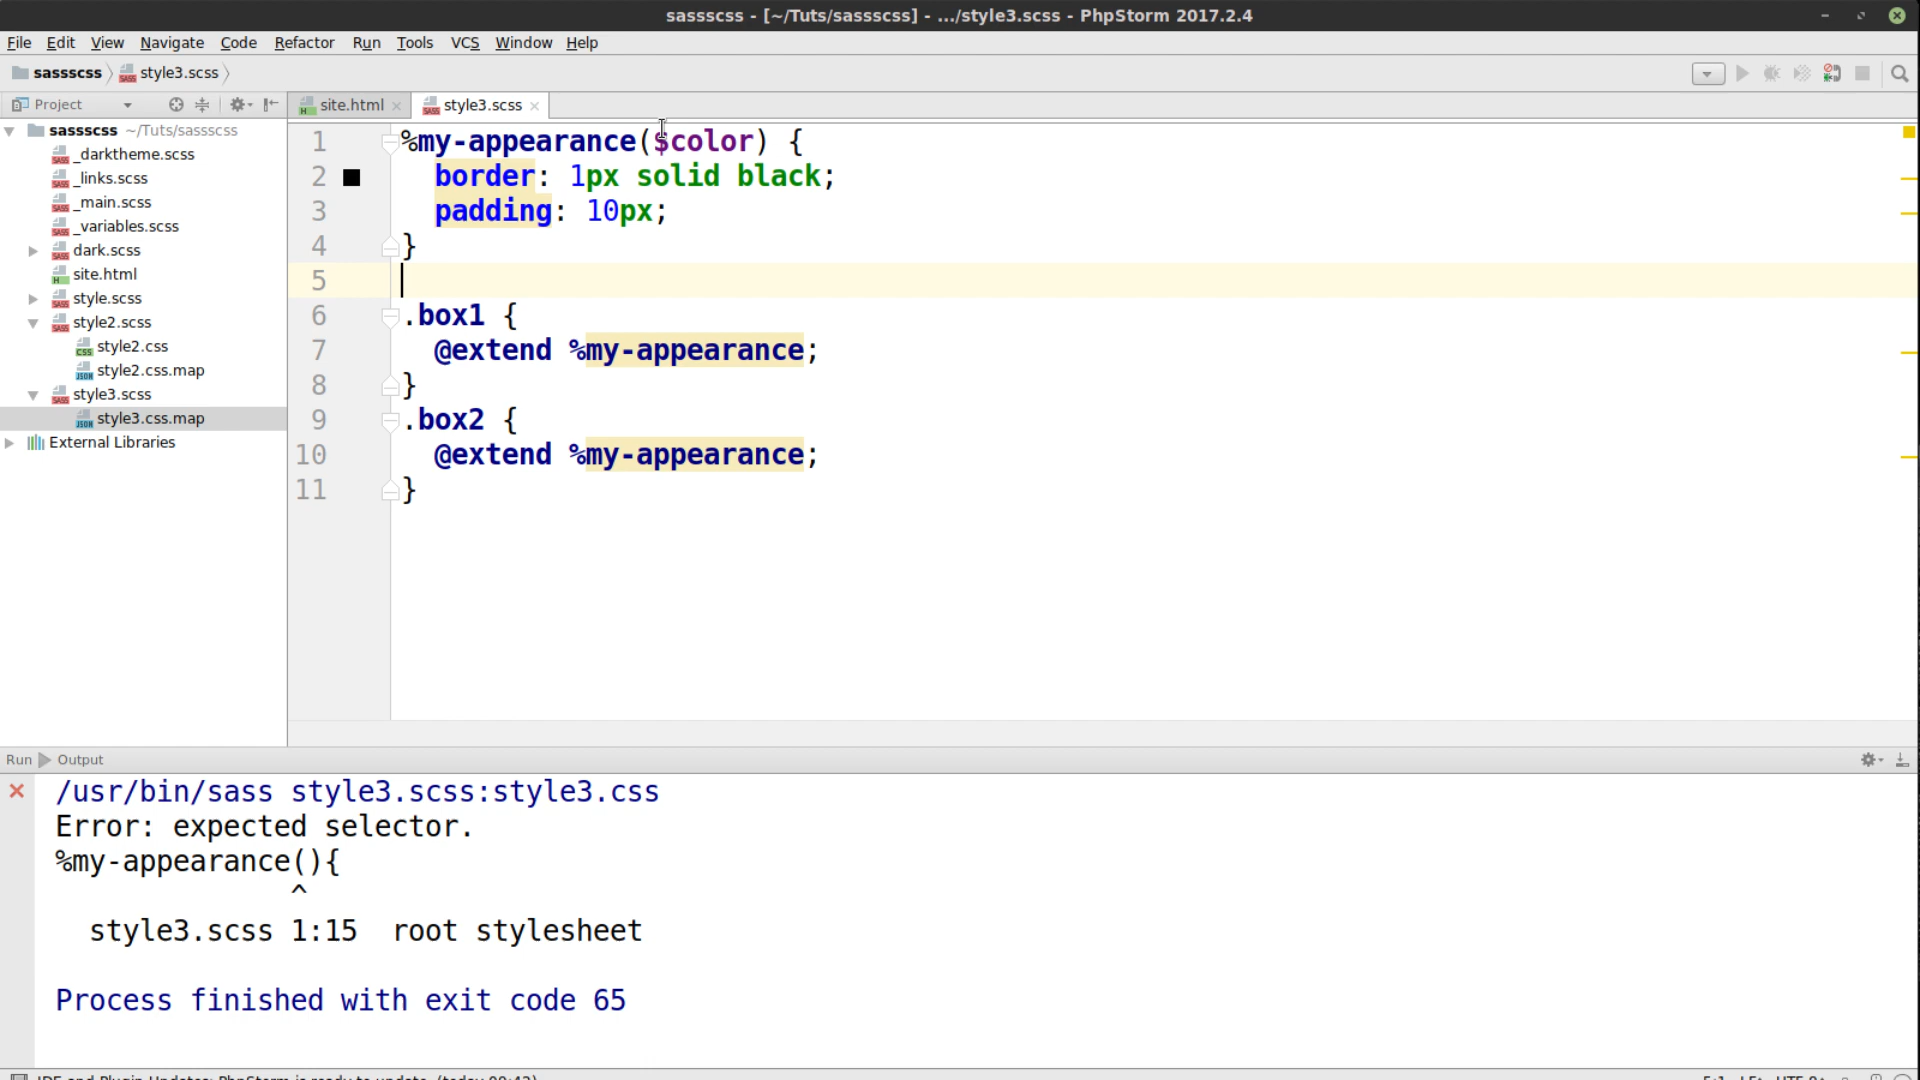 sassscss - [~/Tuts/sassscss] - .../style3.scss - PhpStorm 2017.2.4
File Edit View Navigate Code Refactor Run Tools VCS Window Help
sassscss style3.scss
Project
site.html
style3.scss
sassscss ~/Tuts/sassscss
_darktheme.scss
_links.scss
_main.scss
_variables.scss
dark.scss
site.html
style.scss
style2.scss
style2.css
style2.css.map
style3.scss
style3.css.map
External Libraries
1 %my-appearance($color) {
2 border: 1px solid black;
3 padding: 10px;
4 }
5
6 .box1 {
7 @extend %my-appearance;
8 }
9 .box2 {
10 @extend %my-appearance;
11 }
Run Output
/usr/bin/sass style3.scss:style3.css
Error: expected selector.
%my-appearance(){
^
style3.scss 1:15 root stylesheet
Process finished with exit code 65